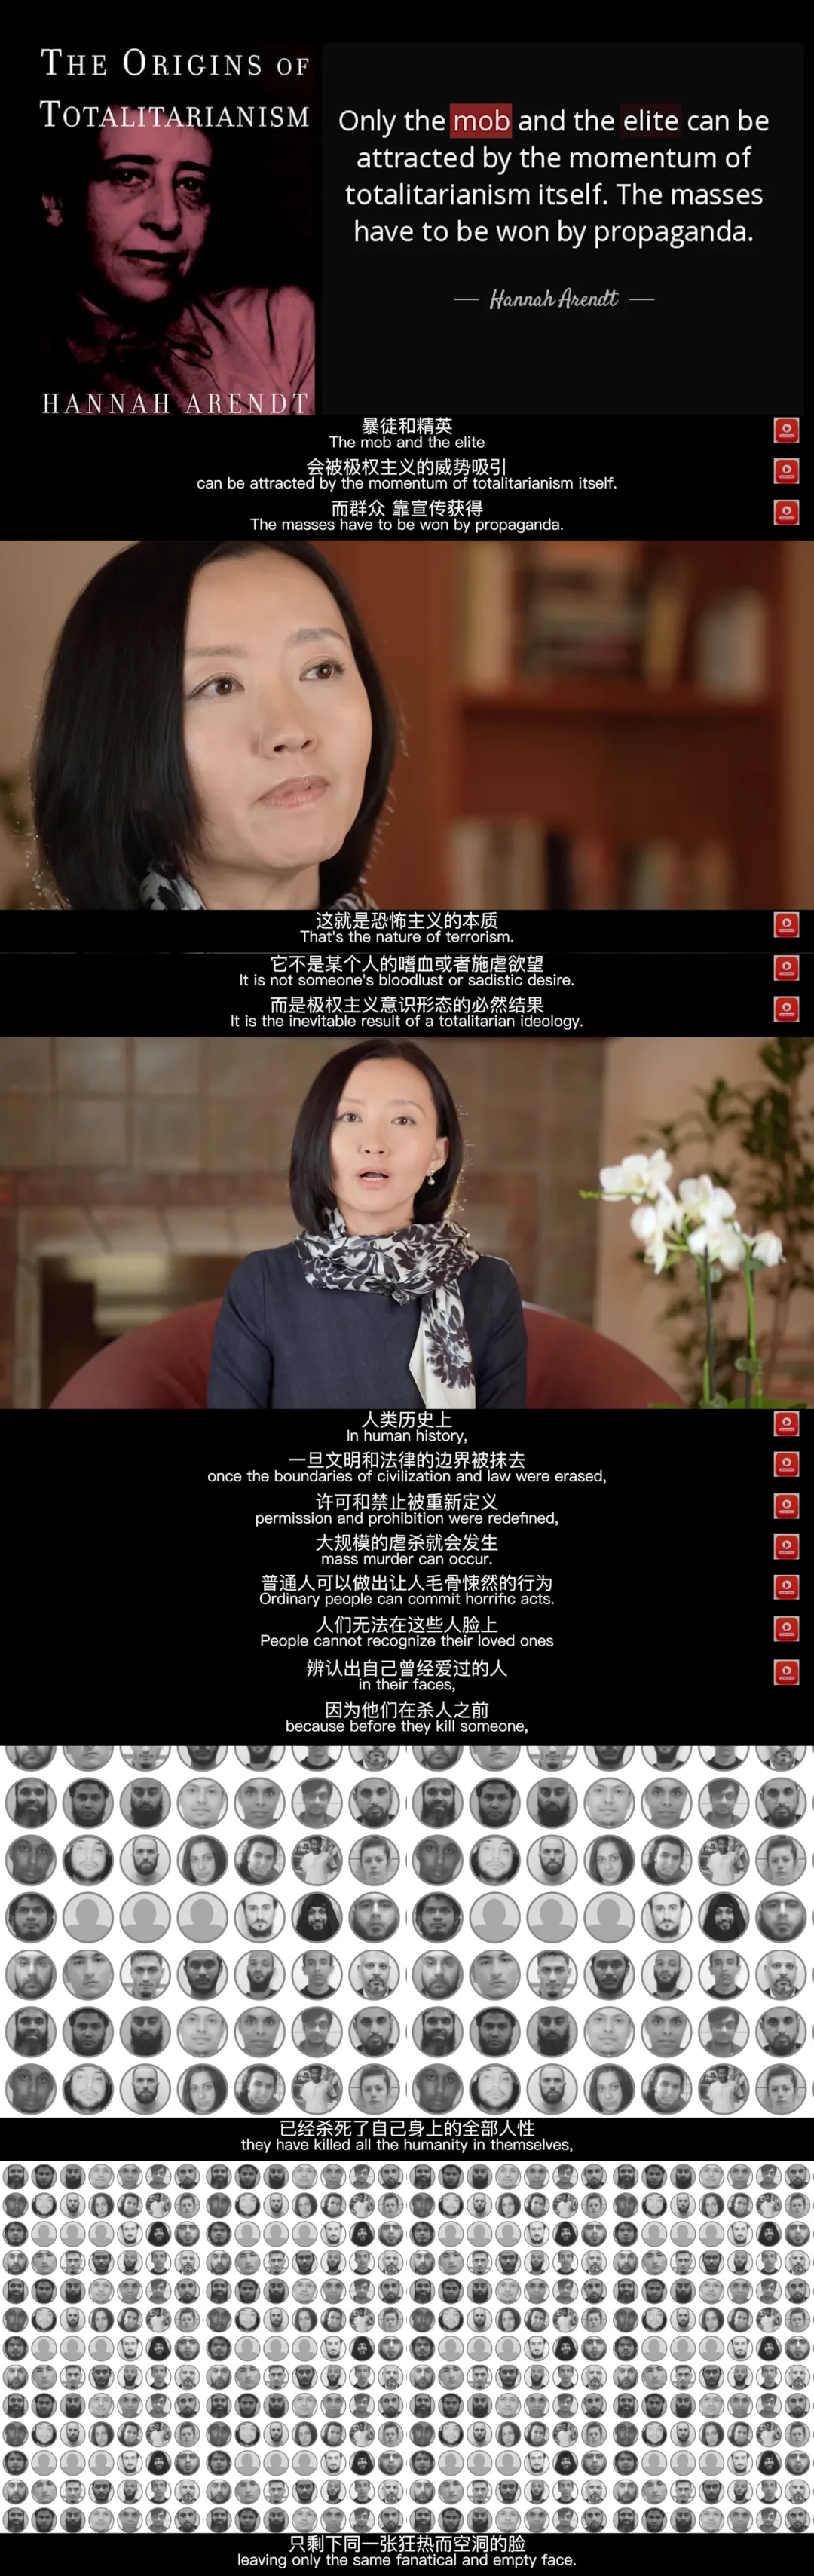 THE ORIGINS OF
TOTALITARIANISM
HANNAH ARENDT
Only the mob and the elite can be
attracted by the momentum of
totalitarianism itself. The masses
have to be won by propaganda.
Hannah Arendt
暴徒和精英
The mob and the elite
会被极权主义的威势吸引
can be attracted by the momentum of totalitarianism itself.
而群众 靠宣传获得
The masses have to be won by propaganda.
这就是恐怖主义的本质
That's the nature of terrorism.
它不是某个人的嗜血或者施虐欲望
It is not someone's bloodlust or sadistic desire.
而是极权主义意识形态的必然结果
It is the inevitable result of a totalitarian ideology.
人类历史上
In human history,
一旦文明和法律的边界被抹去
once the boundaries of civilization and law were erased,
许可和禁止被重新定义
permission and prohibition were redefined,
大规模的虐杀就会发生
mass murder can occur.
普通人可以做出让人毛骨悚然的行为
Ordinary people can commit horrific acts.
人们无法在这些人脸上
People cannot recognize their loved ones
辨认出自己曾经爱过的人
in their faces,
因为他们在杀人之前
because before they kill someone,
已经杀死了自己身上的全部人性
they have killed all the humanity in themselves,
只剩下同一张狂热而空洞的脸
leaving only the same fanatical and empty face.